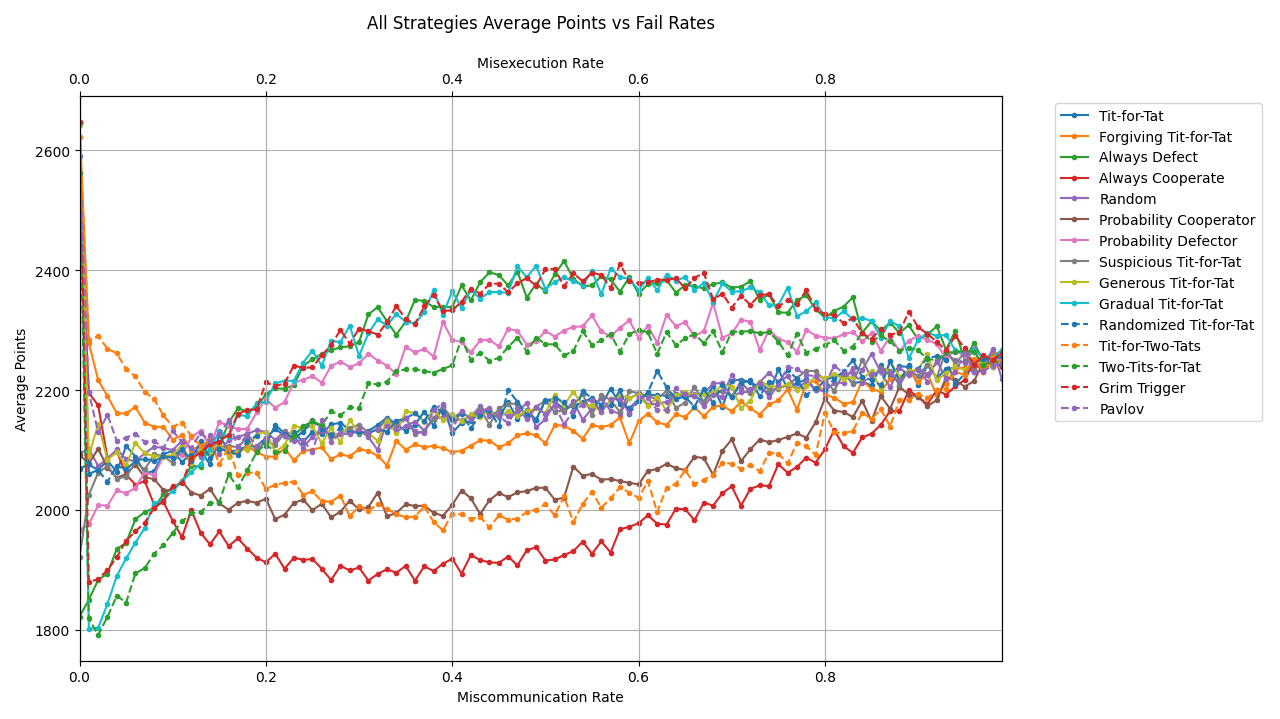 All Strategies Average Points vs Fail Rates
Misexecution Rate
0.0 0.2 0.4 0.6 0.8
2600
2400
2200
2000
1800
Average Points
0.0 0.2 0.4 0.6 0.8
Miscommunication Rate
Tit-for-Tat
Forgiving Tit-for-Tat
Always Defect
Always Cooperate
Random
Probability Cooperator
Probability Defector
Suspicious Tit-for-Tat
Generous Tit-for-Tat
Gradual Tit-for-Tat
Randomized Tit-for-Tat
Tit-for-Two-Tats
Two-Tits-for-Tat
Grim Trigger
Pavlov